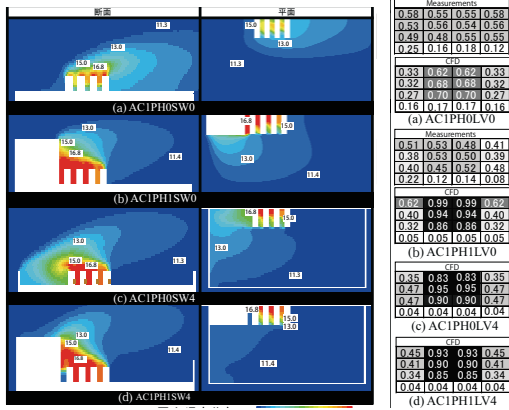 断面
平面
11.3
13.0
15.0
16.8
13.0
15.0
11.3
(a) AC1PH0SW0
13.0
15.0
16.8
11.4
16.8
15.0
13.0
11.4
(b) AC1PH1SW0
13.0
15.0
16.8
11.3
16.8
15.0
13.0
11.3
(c) AC1PH0SW4
13.0
15.0
16.8
11.3
16.8
15.0
13.0
11.4
(d) AC1PH1SW4
Measurements
0.58 0.55 0.55 0.58
0.53 0.56 0.54 0.56
0.49 0.48 0.55 0.55
0.25 0.16 0.18 0.12
CFD
0.33 0.62 0.62 0.33
0.32 0.68 0.68 0.32
0.27 0.70 0.70 0.27
0.16 0.17 0.17 0.16
(a) AC1PH0LV0
Measurements
0.51 0.53 0.48 0.41
0.38 0.53 0.50 0.39
0.40 0.45 0.52 0.48
0.22 0.12 0.14 0.08
CFD
0.62 0.99 0.99 0.62
0.40 0.94 0.94 0.40
0.32 0.86 0.86 0.32
0.05 0.05 0.05 0.05
(b) AC1PH1LV0
CFD
0.35 0.83 0.83 0.35
0.47 0.95 0.95 0.47
0.47 0.90 0.90 0.47
0.04 0.04 0.04 0.04
(c) AC1PH0LV4
CFD
0.45 0.93 0.93 0.45
0.41 0.90 0.90 0.41
0.34 0.85 0.85 0.34
0.04 0.04 0.04 0.04
(d) AC1PH1LV4